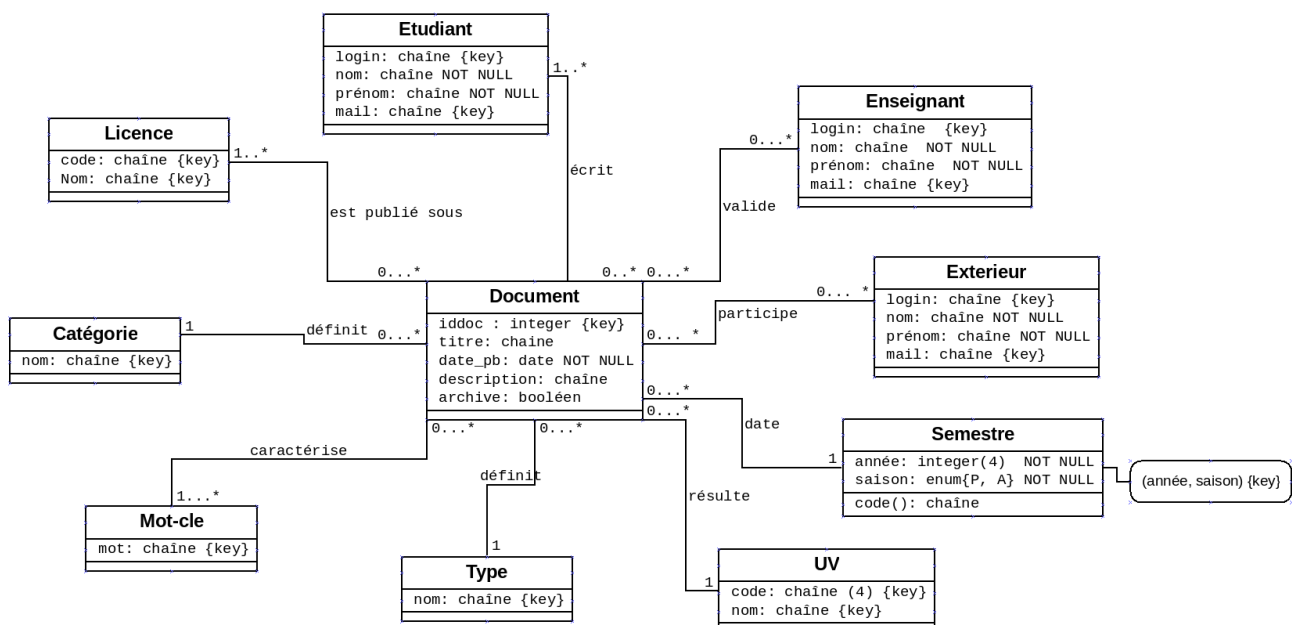 Etudiant
login: chaîne {key}
nom: chaîne NOT NULL
prénom: chaîne NOT NULL
mail: chaîne {key}
1..*
écrit
Licence
code: chaîne {key}
Nom: chaîne {key}
1..*
est publié sous
0...*
Enseignant
login: chaîne {key}
nom: chaîne NOT NULL
prénom: chaîne NOT NULL
mail: chaîne {key}
0...*
valide
0..* 0...*
Document
iddoc : integer {key}
titre: chaine
date_pb: date NOT NULL
description: chaîne
archive: booléen
Exterieur
login: chaîne {key}
nom: chaîne NOT NULL
prénom: chaîne NOT NULL
mail: chaîne {key}
0... *
participe
0... *
Catégorie
nom: chaîne {key}
1
définit
0...*
0...*
date
1
Semestre
année: integer(4) NOT NULL
saison: enum{P, A} NOT NULL
code(): chaîne
(année, saison) {key}
0...*
résulte
1
UV
code: chaîne (4) {key}
nom: chaîne {key}
0...*
caractérise
1...*
Mot-cle
mot: chaîne {key}
0...*
définit
1
Type
nom: chaîne {key}